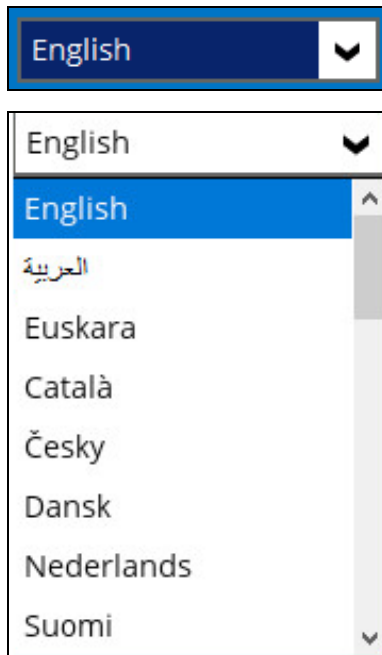 English
English
English
العربية
Euskara
Català
Česky
Dansk
Nederlands
Suomi